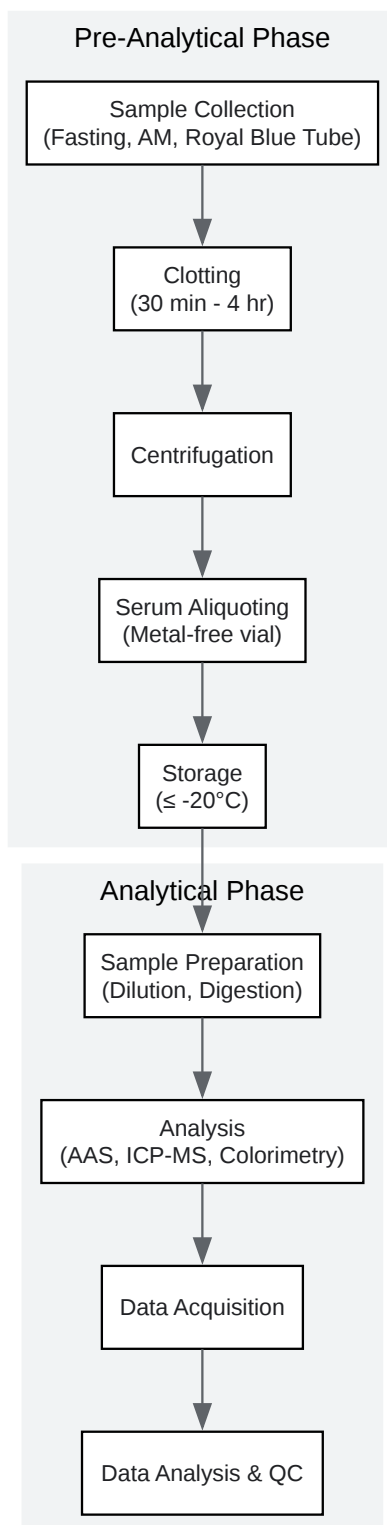 Pre-Analytical Phase
Sample Collection
(Fasting, AM, Royal Blue Tube)
Clotting
(30 min - 4 hr)
Centrifugation
Serum Aliquoting
(Metal-free vial)
Storage
(≤ -20°C)
Analytical Phase
Sample Preparation
(Dilution, Digestion)
Analysis
(AAS, ICP-MS, Colorimetry)
Data Acquisition
Data Analysis & QC